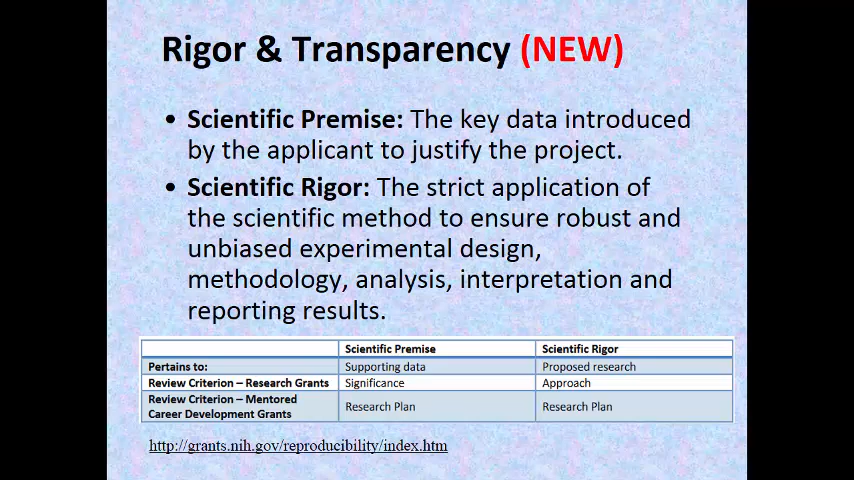 Rigor & Transparency (NEW)
• Scientific Premise: The key data introduced
by the applicant to justify the project.
• Scientific Rigor: The strict application of
the scientific method to ensure robust and
unbiased experimental design,
methodology, analysis, interpretation and
reporting results.
Scientific Premise Scientific Rigor
Pertains to: Supporting data Proposed research
Review Criterion – Research Grants Significance Approach
Review Criterion – Mentored
Career Development Grants Research Plan Research Plan
http://grants.nih.gov/reproducibility/index.htm